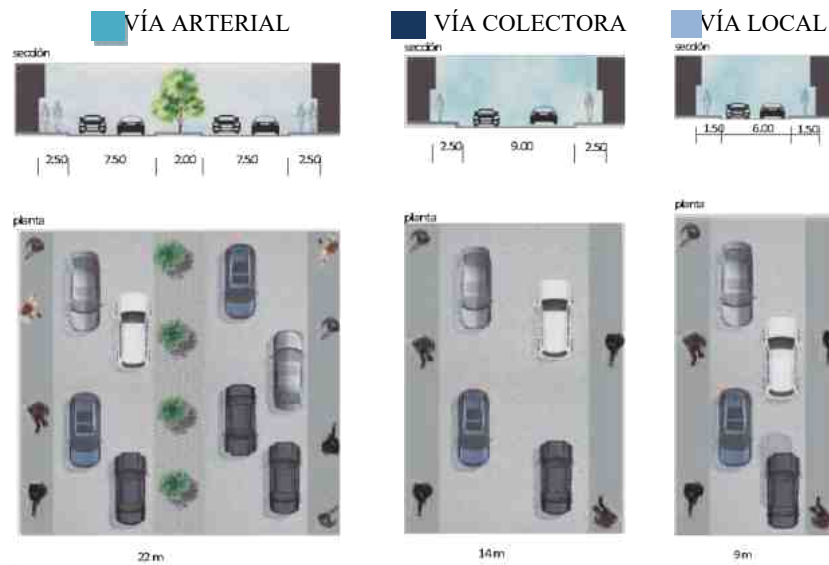 VÍA ARTERIAL
VÍA COLECTORA
VÍA LOCAL
sección
sección
sección
2.50 7.50 2.00 7.50 2.50
2.50 9.00 2.50
1.50 6.00 1.50
planta
planta
planta
22 m
14 m
9 m